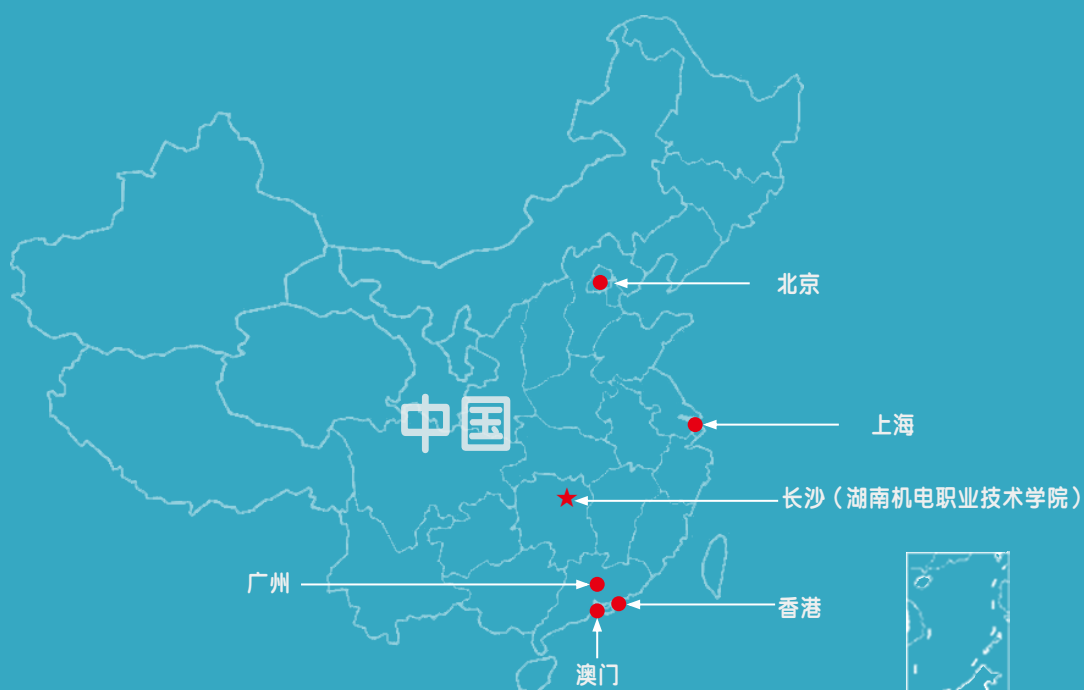 北京
中国
上海
长沙（湖南机电职业技术学院）
广州
香港
澳门